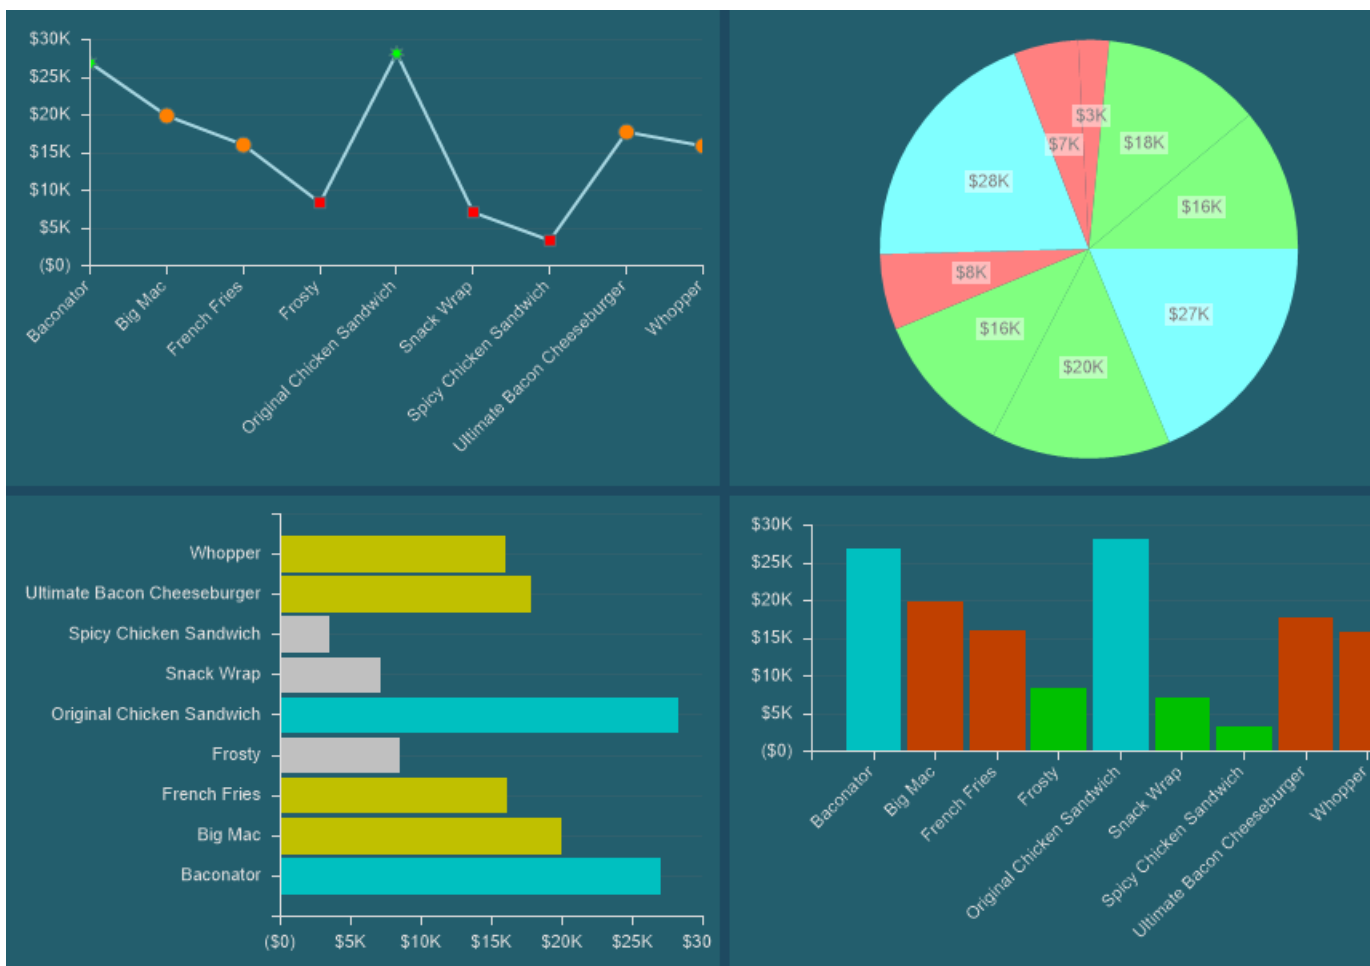 $30K
$25K
$20K
$15K
$10K
$5K
($0)
Baconator
Big Mac
French Fries
Frosty
Original Chicken Sandwich
Snack Wrap
Spicy Chicken Sandwich
Ultimate Bacon Cheeseburger
Whopper
$3K
$7K
$18K
$28K
$16K
$8K
$27K
$16K
$20K
Whopper
Ultimate Bacon Cheeseburger
Spicy Chicken Sandwich
Snack Wrap
Original Chicken Sandwich
Frosty
French Fries
Big Mac
Baconator
($0) $5K $10K $15K $20K $25K $30
$30K
$25K
$20K
$15K
$10K
$5K
($0)
Baconator
Big Mac
French Fries
Frosty
Original Chicken Sandwich
Snack Wrap
Spicy Chicken Sandwich
Ultimate Bacon Cheeseburger
Whopper